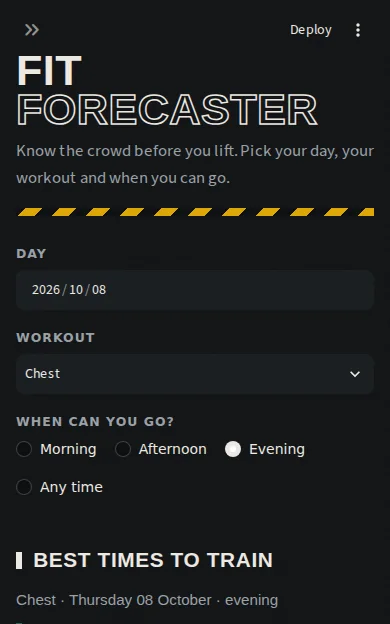 Deploy
FIT
FORECASTER
Know the crowd before you lift. Pick your day, your
workout and when you can go.
DAY
2026/10/08
WORKOUT
Chest
WHEN CAN YOU GO?
Morning Afternoon Evening
Any time
BEST TIMES TO TRAIN
Chest · Thursday 08 October · evening